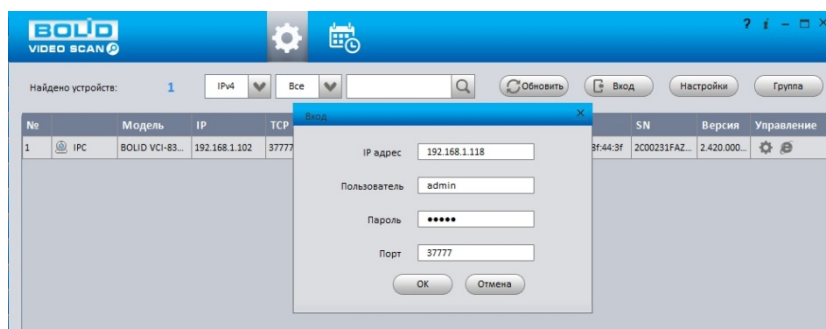 BOLID
VIDEO SCAN
? i
Найдено устройств: 1 IPv4 Все Обновить Вход Настройки Группа
№ Модель IP TCP SN Версия Управление
1 IPC BOLID VCI-83... 192.168.1.102 37777 3f:44:3f 2C00231FAZ... 2.420.000...
Вход
IP адрес 192.168.1.118
Пользователь admin
Пароль •••••
Порт 37777
OK Отмена